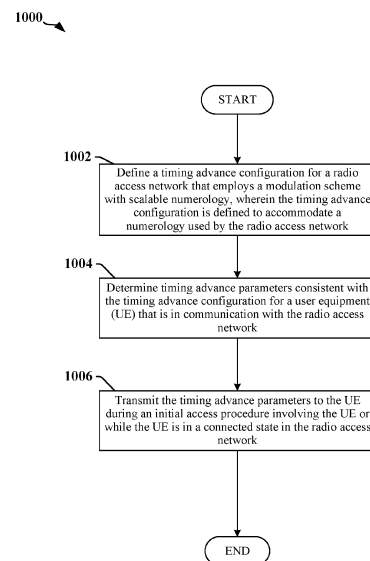 1000
START
1002
Define a timing advance configuration for a radio
access network that employs a modulation scheme
with scalable numerology, wherein the timing advance
configuration is defined to accommodate a
numerology used by the radio access network
1004
Determine timing advance parameters consistent with
the timing advance configuration for a user equipment
(UE) that is in communication with the radio access
network
1006
Transmit the timing advance parameters to the UE
during an initial access procedure involving the UE or
while the UE is in a connected state in the radio access
network
END